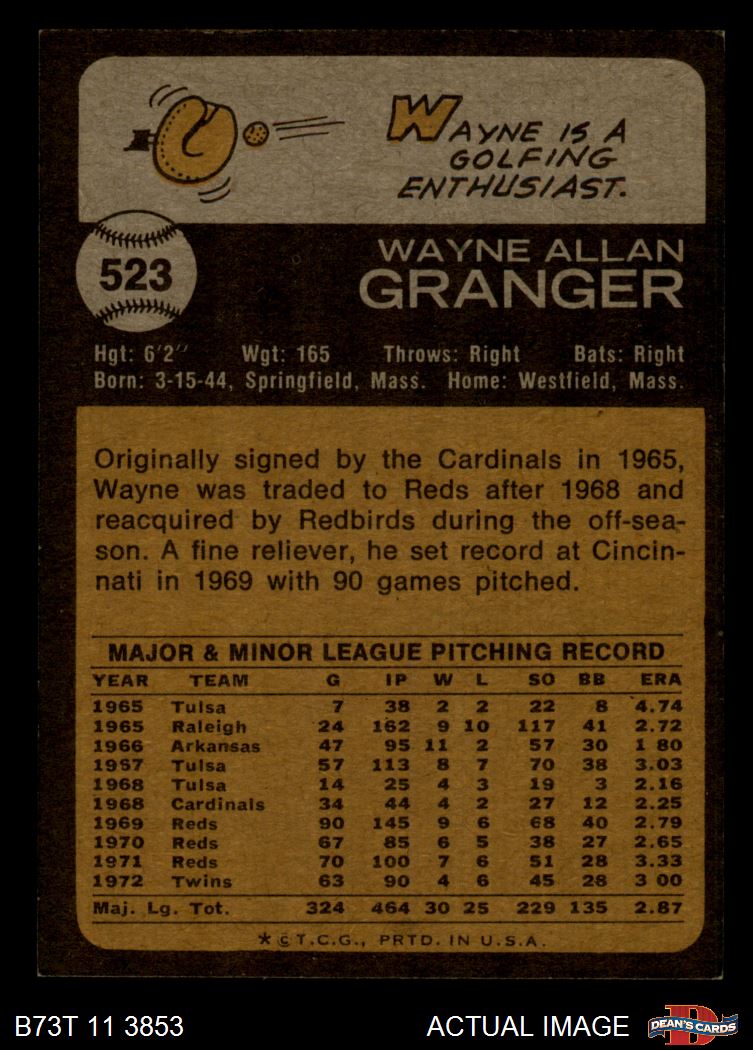 WAYNE IS A
GOLFING
ENTHUSIAST.
523
WAYNE ALLAN
GRANGER
Hgt: 6'2" Wgt: 165 Throws: Right Bats: Right
Born: 3-15-44, Springfield, Mass. Home: Westfield, Mass.
Originally signed by the Cardinals in 1965,
Wayne was traded to Reds after 1968 and
reacquired by Redbirds during the off-sea-
son. A fine reliever, he set record at Cincin-
nati in 1969 with 90 games pitched.
MAJOR & MINOR LEAGUE PITCHING RECORD
YEAR TEAM G IP W L SO BB ERA
1965 Tulsa 7 38 2 2 22 8 4.74
1965 Raleigh 24 162 9 10 117 41 2.72
1966 Arkansas 47 95 11 2 57 30 1 80
1967 Tulsa 57 113 8 7 70 38 3.03
1968 Tulsa 14 25 4 3 19 3 2.16
1968 Cardinals 34 44 4 2 27 12 2.25
1969 Reds 90 145 9 6 68 40 2.79
1970 Reds 67 85 6 5 38 27 2.65
1971 Reds 70 100 7 6 51 28 3.33
1972 Twins 63 90 4 6 45 28 3 00
Maj. Lg. Tot. 324 464 30 25 229 135 2.87
* © T.C.G., PRTD. IN U.S.A.
B73T 11 3853 ACTUAL IMAGE
D
DEAN'S CARDS